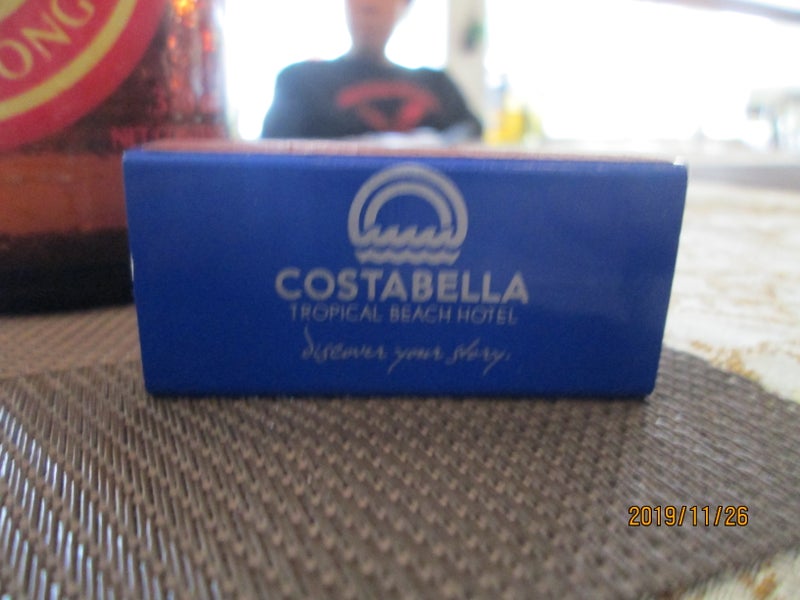 ONG
COSTABELLA
TROPICAL BEACH HOTEL
discover your story.
2019/11/26